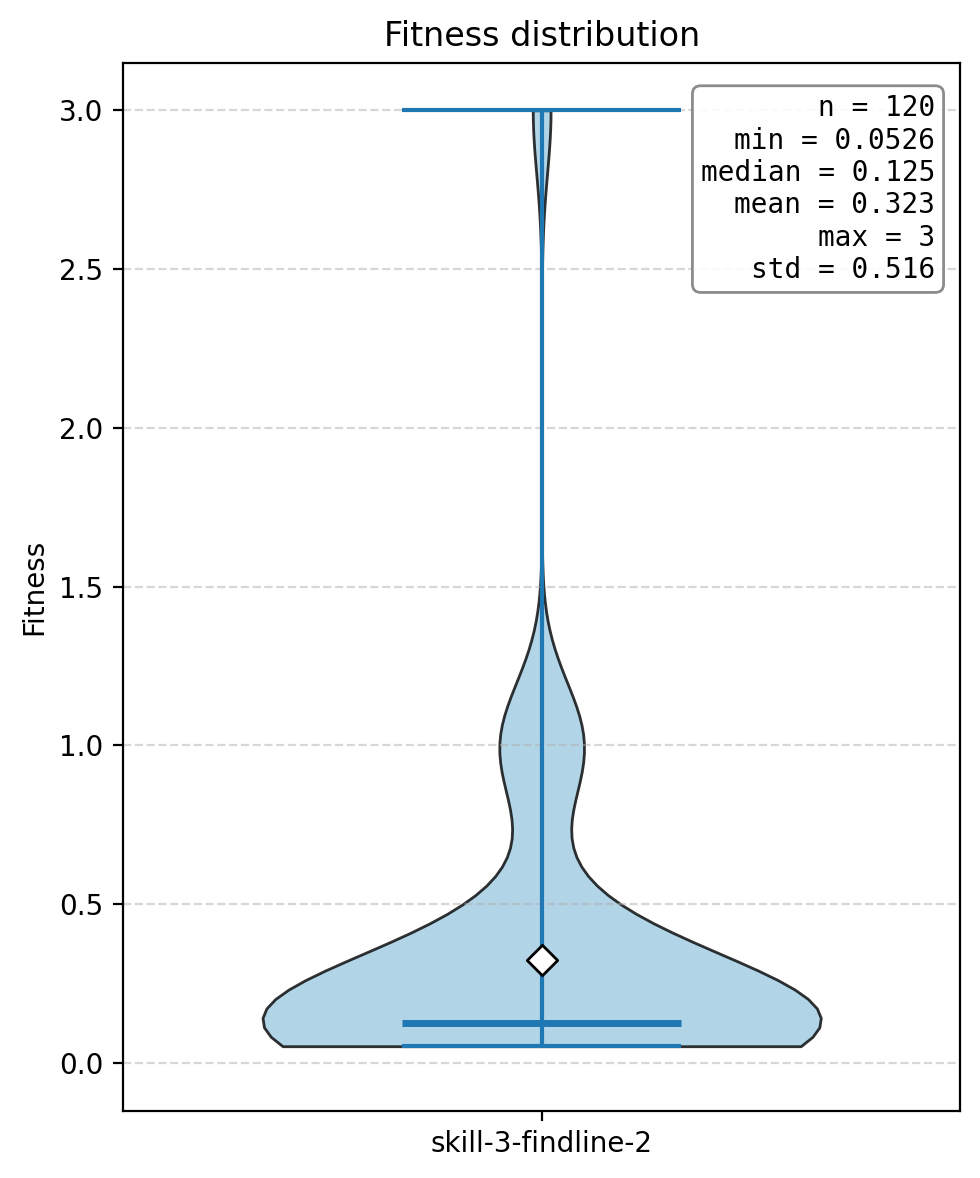 Fitness distribution
3.0
2.5
2.0
1.5
1.0
0.5
0.0
Fitness
n = 120
min = 0.0526
median = 0.125
mean = 0.323
max = 3
std = 0.516
skill-3-findline-2